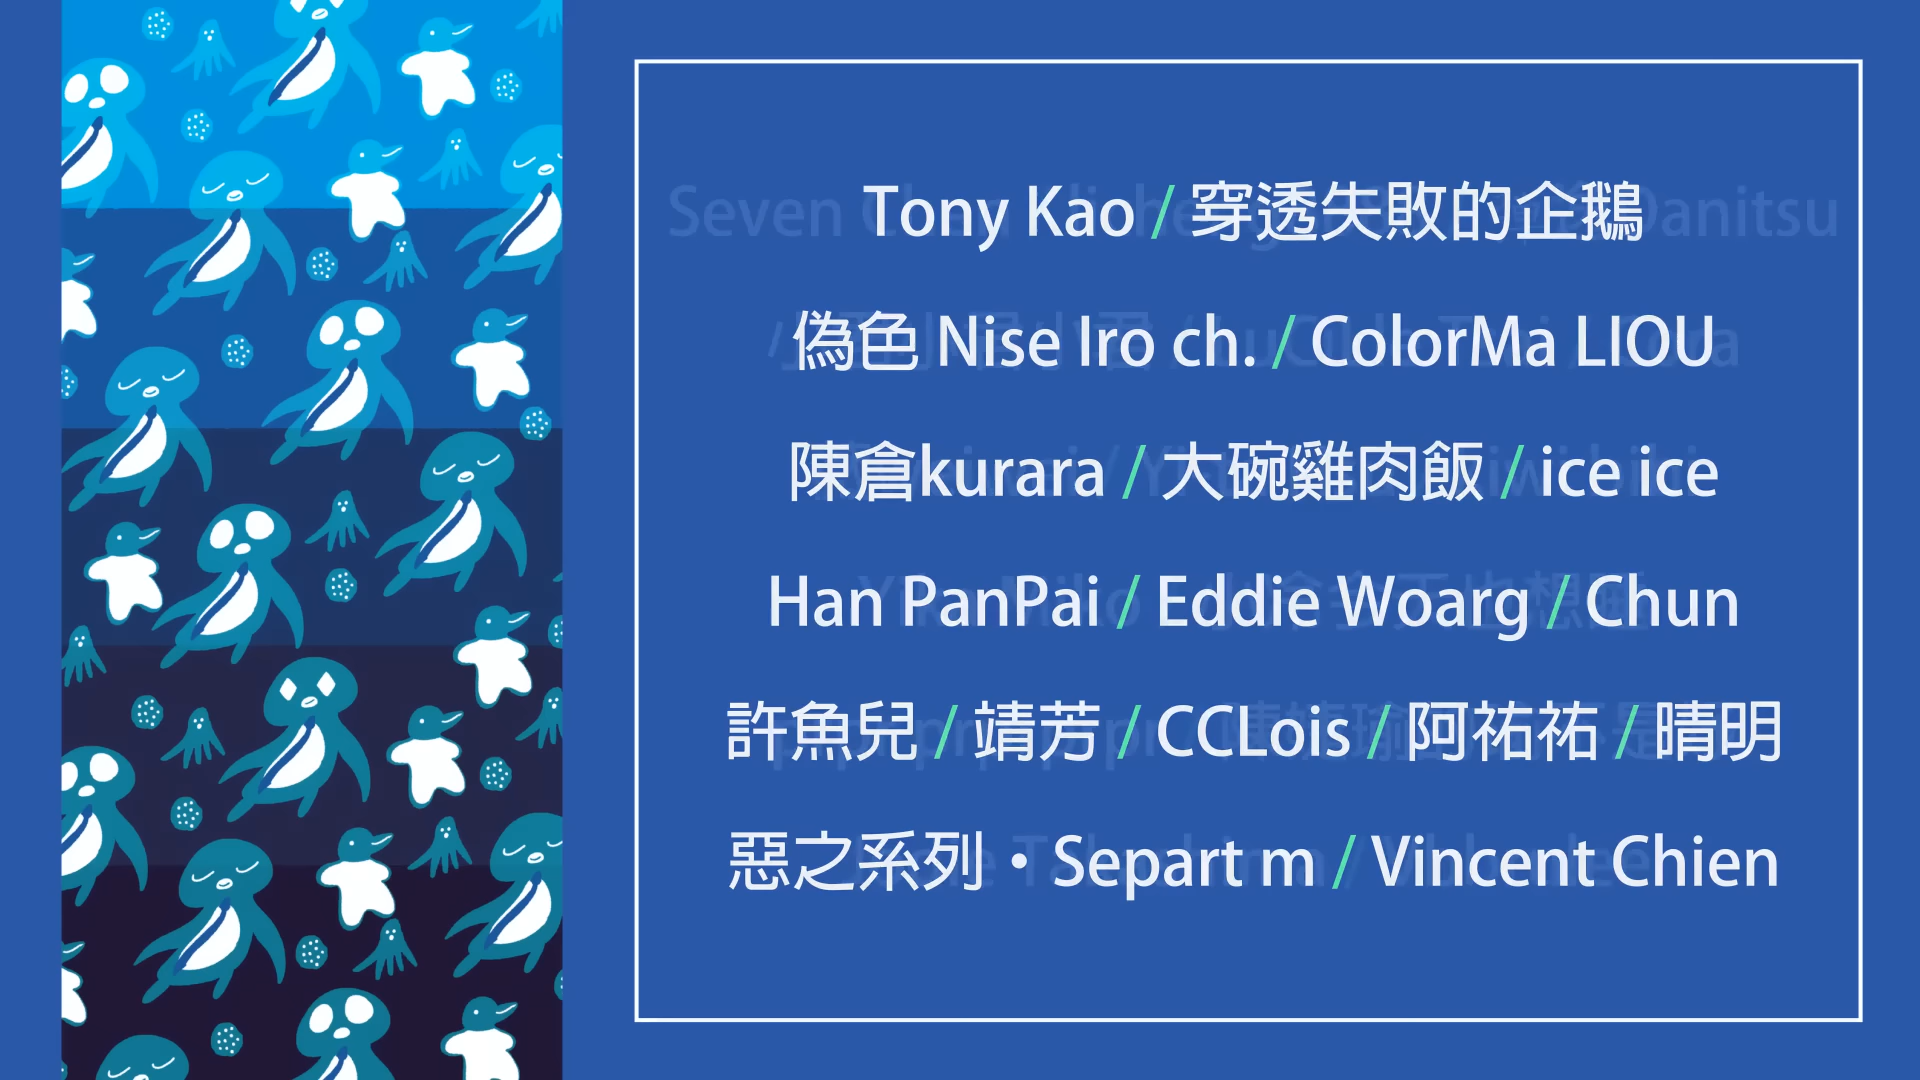 Tony Kao / 穿透失敗的企鵝
偽色 Nise Iro ch. / ColorMa LIOU
陳倉kurara / 大碗雞肉飯 / ice ice
Han PanPai / Eddie Woarg / Chun
許魚兒 / 靖芳 / CCLois / 阿祐祐 / 晴明
惡之系列・Separt m / Vincent Chien